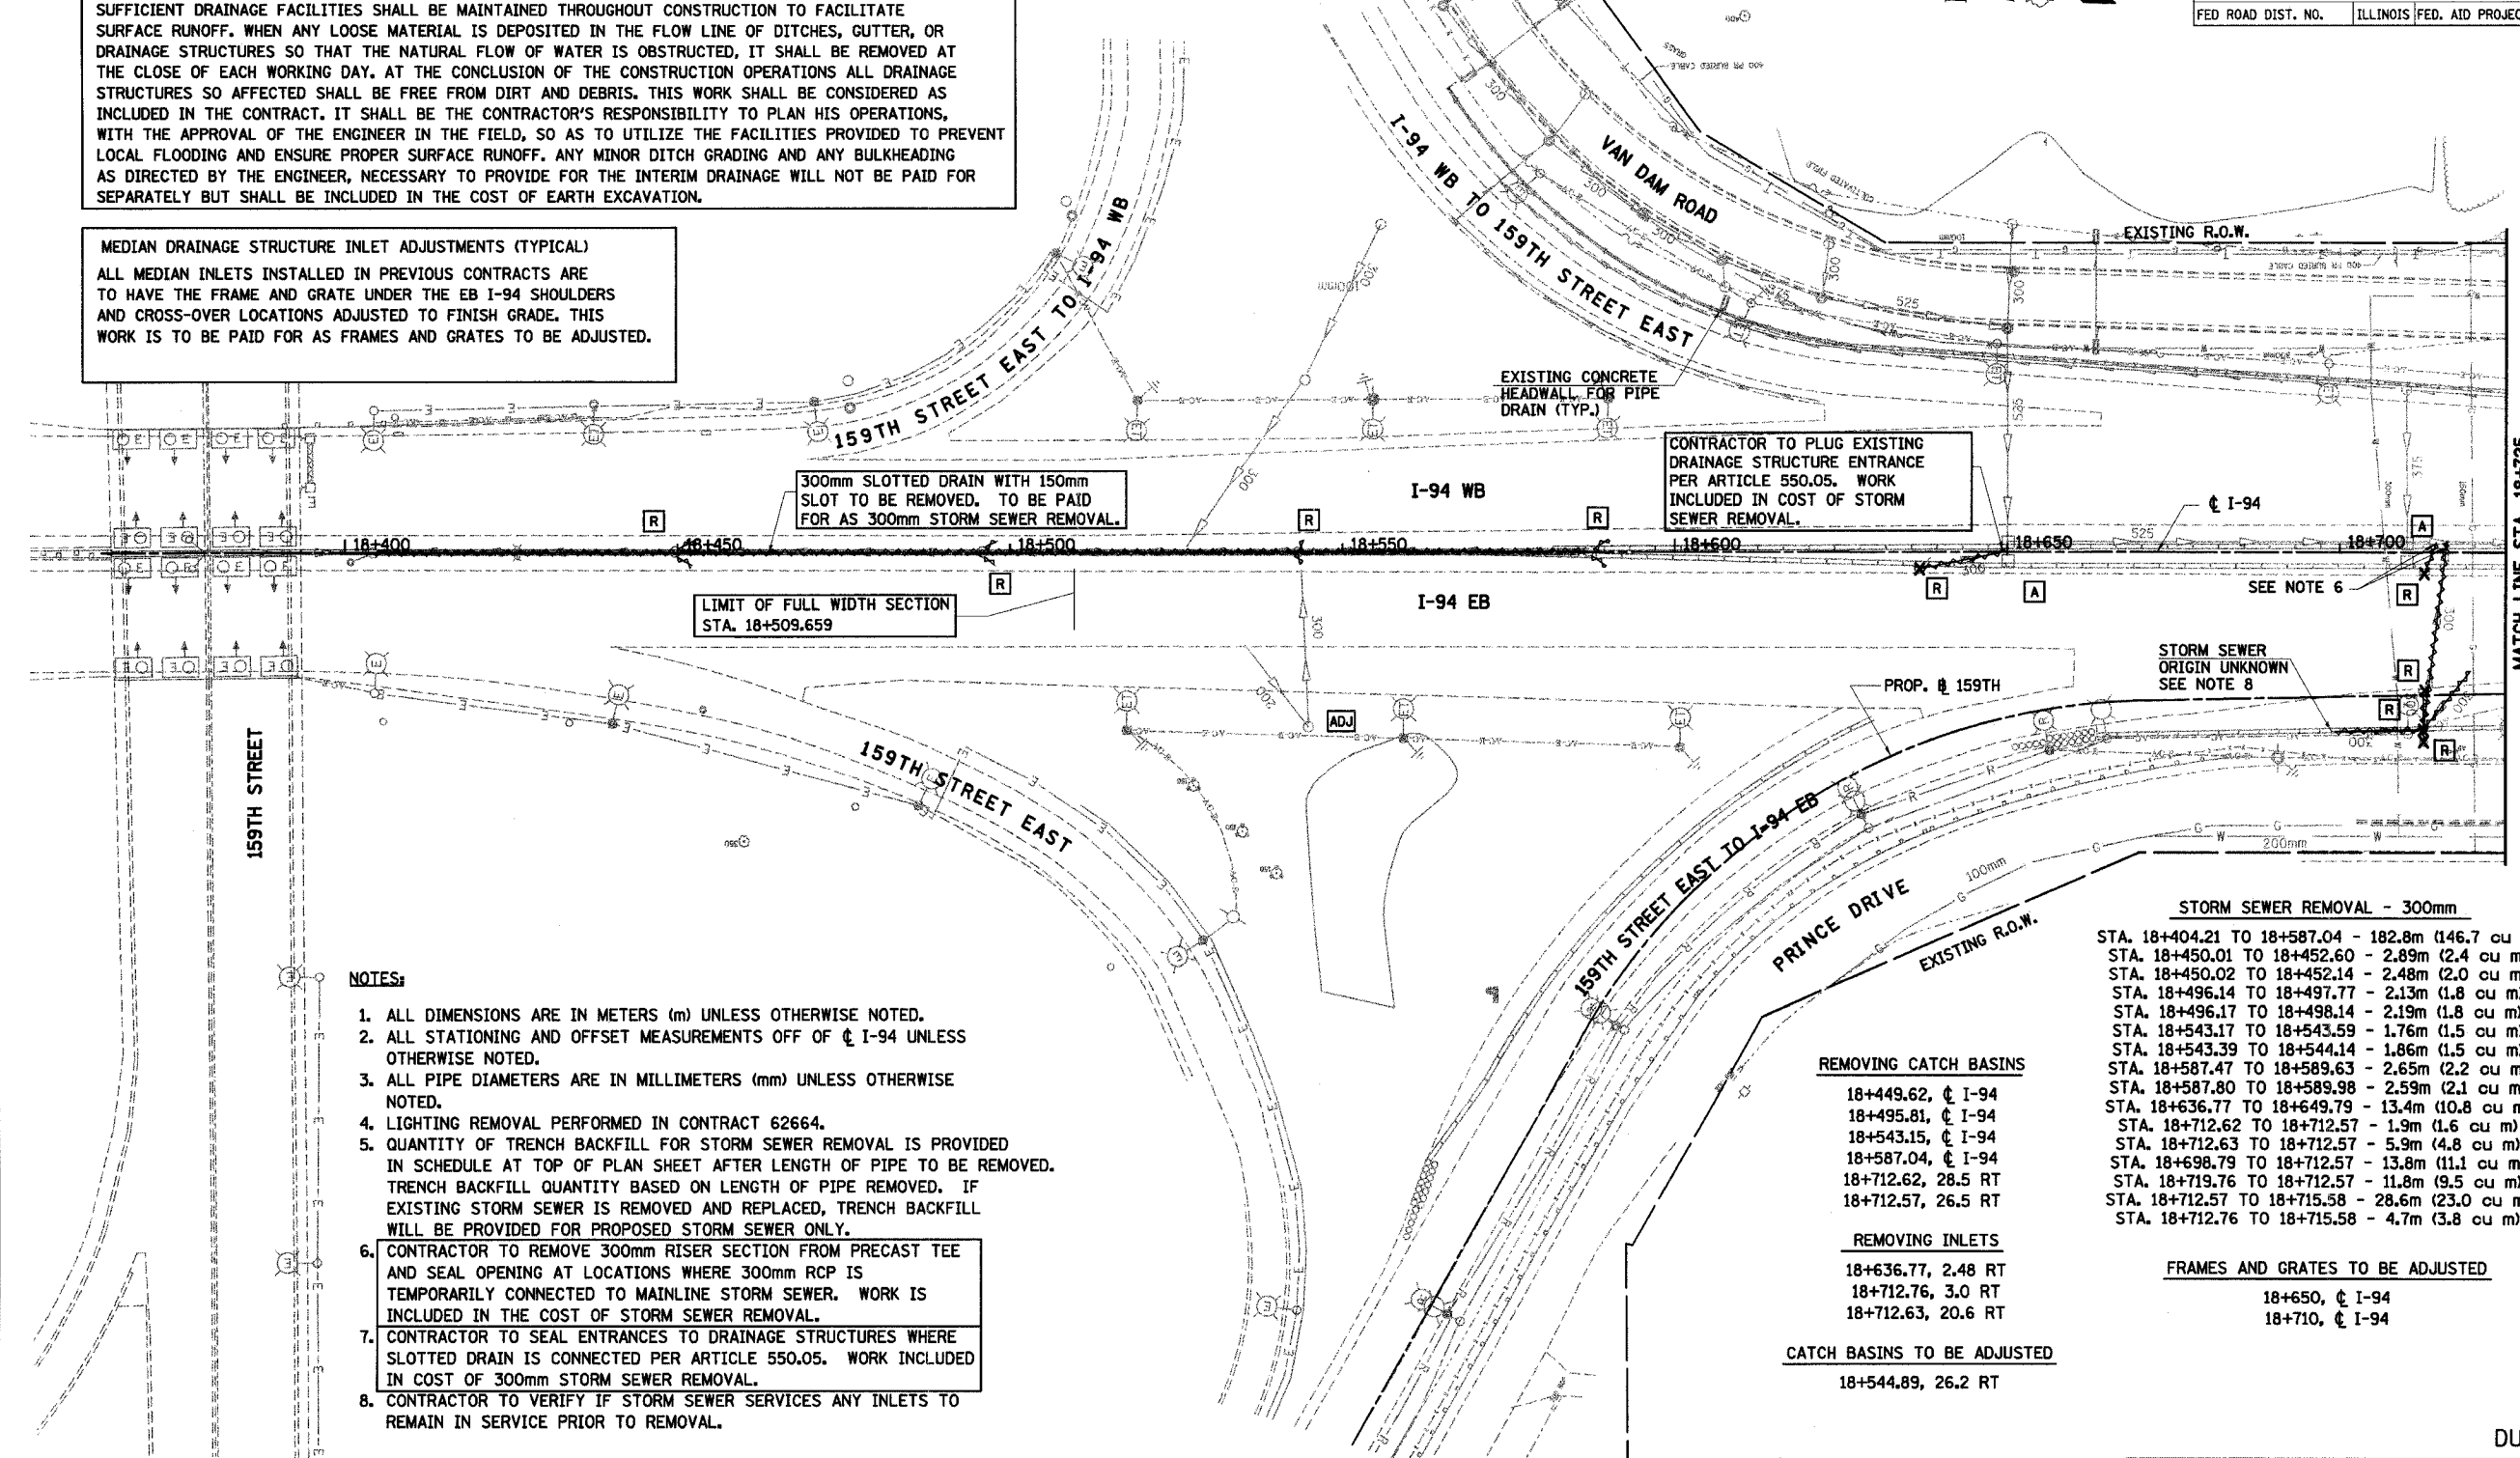 SUFFICIENT DRAINAGE FACILITIES SHALL BE MAINTAINED THROUGHOUT CONSTRUCTION TO FACILITATE
SURFACE RUNOFF. WHEN ANY LOOSE MATERIAL IS DEPOSITED IN THE FLOW LINE OF DITCHES, GUTTER, OR
DRAINAGE STRUCTURES SO THAT THE NATURAL FLOW OF WATER IS OBSTRUCTED, IT SHALL BE REMOVED AT
THE CLOSE OF EACH WORKING DAY. AT THE CONCLUSION OF THE CONSTRUCTION OPERATIONS ALL DRAINAGE
STRUCTURES SO AFFECTED SHALL BE FREE FROM DIRT AND DEBRIS. THIS WORK SHALL BE CONSIDERED AS
INCLUDED IN THE CONTRACT. IT SHALL BE THE CONTRACTOR'S RESPONSIBILITY TO PLAN HIS OPERATIONS,
WITH THE APPROVAL OF THE ENGINEER IN THE FIELD, SO AS TO UTILIZE THE FACILITIES PROVIDED TO PREVENT
LOCAL FLOODING AND ENSURE PROPER SURFACE RUNOFF. ANY MINOR DITCH GRADING AND ANY BULKHEADING
AS DIRECTED BY THE ENGINEER, NECESSARY TO PROVIDE FOR THE INTERIM DRAINAGE WILL NOT BE PAID FOR
SEPARATELY BUT SHALL BE INCLUDED IN THE COST OF EARTH EXCAVATION.
FED ROAD DIST. NO. ILLINOIS FED. AID PROJEC
MEDIAN DRAINAGE STRUCTURE INLET ADJUSTMENTS (TYPICAL)
ALL MEDIAN INLETS INSTALLED IN PREVIOUS CONTRACTS ARE
TO HAVE THE FRAME AND GRATE UNDER THE EB I-94 SHOULDERS
AND CROSS-OVER LOCATIONS ADJUSTED TO FINISH GRADE. THIS
WORK IS TO BE PAID FOR AS FRAMES AND GRATES TO BE ADJUSTED.
400 PR BURIED CABLE
GRASS
VAN DAM ROAD
CULTIVATED FIELD
I-94 WB TO 159TH STREET EAST
159TH STREET EAST TO I-94 WB
EXISTING R.O.W.
400 PR BURIED CABLE
EXISTING CONCRETE
HEADWALL FOR PIPE
DRAIN (TYP.)
300mm SLOTTED DRAIN WITH 150mm
SLOT TO BE REMOVED. TO BE PAID
FOR AS 300mm STORM SEWER REMOVAL.
I-94 WB
CONTRACTOR TO PLUG EXISTING
DRAINAGE STRUCTURE ENTRANCE
PER ARTICLE 550.05. WORK
INCLUDED IN COST OF STORM
SEWER REMOVAL.
℄ I-94
MATCH LINE STA. 18+725
R R R A
18+400 18+450 18+500 18+550 18+600 18+650 525 18+700
R R A R
LIMIT OF FULL WIDTH SECTION
STA. 18+509.659
I-94 EB
SEE NOTE 6
STORM SEWER
ORIGIN UNKNOWN
SEE NOTE 8
R
R
R
PROP. ℄ 159TH
ADJ
159TH STREET
159TH STREET EAST
159TH STREET EAST TO I-94 EB
PRINCE DRIVE
200mm
100mm
EXISTING R.O.W.
NOTES:
1. ALL DIMENSIONS ARE IN METERS (m) UNLESS OTHERWISE NOTED.
2. ALL STATIONING AND OFFSET MEASUREMENTS OFF OF ℄ I-94 UNLESS
OTHERWISE NOTED.
3. ALL PIPE DIAMETERS ARE IN MILLIMETERS (mm) UNLESS OTHERWISE
NOTED.
4. LIGHTING REMOVAL PERFORMED IN CONTRACT 62664.
5. QUANTITY OF TRENCH BACKFILL FOR STORM SEWER REMOVAL IS PROVIDED
IN SCHEDULE AT TOP OF PLAN SHEET AFTER LENGTH OF PIPE TO BE REMOVED.
TRENCH BACKFILL QUANTITY BASED ON LENGTH OF PIPE REMOVED. IF
EXISTING STORM SEWER IS REMOVED AND REPLACED, TRENCH BACKFILL
WILL BE PROVIDED FOR PROPOSED STORM SEWER ONLY.
6. CONTRACTOR TO REMOVE 300mm RISER SECTION FROM PRECAST TEE
AND SEAL OPENING AT LOCATIONS WHERE 300mm RCP IS
TEMPORARILY CONNECTED TO MAINLINE STORM SEWER. WORK IS
INCLUDED IN THE COST OF STORM SEWER REMOVAL.
7. CONTRACTOR TO SEAL ENTRANCES TO DRAINAGE STRUCTURES WHERE
SLOTTED DRAIN IS CONNECTED PER ARTICLE 550.05. WORK INCLUDED
IN COST OF 300mm STORM SEWER REMOVAL.
8. CONTRACTOR TO VERIFY IF STORM SEWER SERVICES ANY INLETS TO
REMAIN IN SERVICE PRIOR TO REMOVAL.
REMOVING CATCH BASINS
18+449.62, ℄ I-94
18+495.81, ℄ I-94
18+543.15, ℄ I-94
18+587.04, ℄ I-94
18+712.62, 28.5 RT
18+712.57, 26.5 RT
REMOVING INLETS
18+636.77, 2.48 RT
18+712.76, 3.0 RT
18+712.63, 20.6 RT
CATCH BASINS TO BE ADJUSTED
18+544.89, 26.2 RT
STORM SEWER REMOVAL - 300mm
STA. 18+404.21 TO 18+587.04 - 182.8m (146.7 cu
STA. 18+450.01 TO 18+452.60 - 2.89m (2.4 cu m
STA. 18+450.02 TO 18+452.14 - 2.48m (2.0 cu m
STA. 18+496.14 TO 18+497.77 - 2.13m (1.8 cu m
STA. 18+496.17 TO 18+498.14 - 2.19m (1.8 cu m)
STA. 18+543.17 TO 18+543.59 - 1.76m (1.5 cu m
STA. 18+543.39 TO 18+544.14 - 1.86m (1.5 cu m
STA. 18+587.47 TO 18+589.63 - 2.65m (2.2 cu m
STA. 18+587.80 TO 18+589.98 - 2.59m (2.1 cu m
STA. 18+636.77 TO 18+649.79 - 13.4m (10.8 cu m
STA. 18+712.62 TO 18+712.57 - 1.9m (1.6 cu m)
STA. 18+712.63 TO 18+712.57 - 5.9m (4.8 cu m)
STA. 18+698.79 TO 18+712.57 - 13.8m (11.1 cu m
STA. 18+719.76 TO 18+712.57 - 11.8m (9.5 cu m)
STA. 18+712.57 TO 18+715.58 - 28.6m (23.0 cu m
STA. 18+712.76 TO 18+715.58 - 4.7m (3.8 cu m)
FRAMES AND GRATES TO BE ADJUSTED
18+650, ℄ I-94
18+710, ℄ I-94
DU